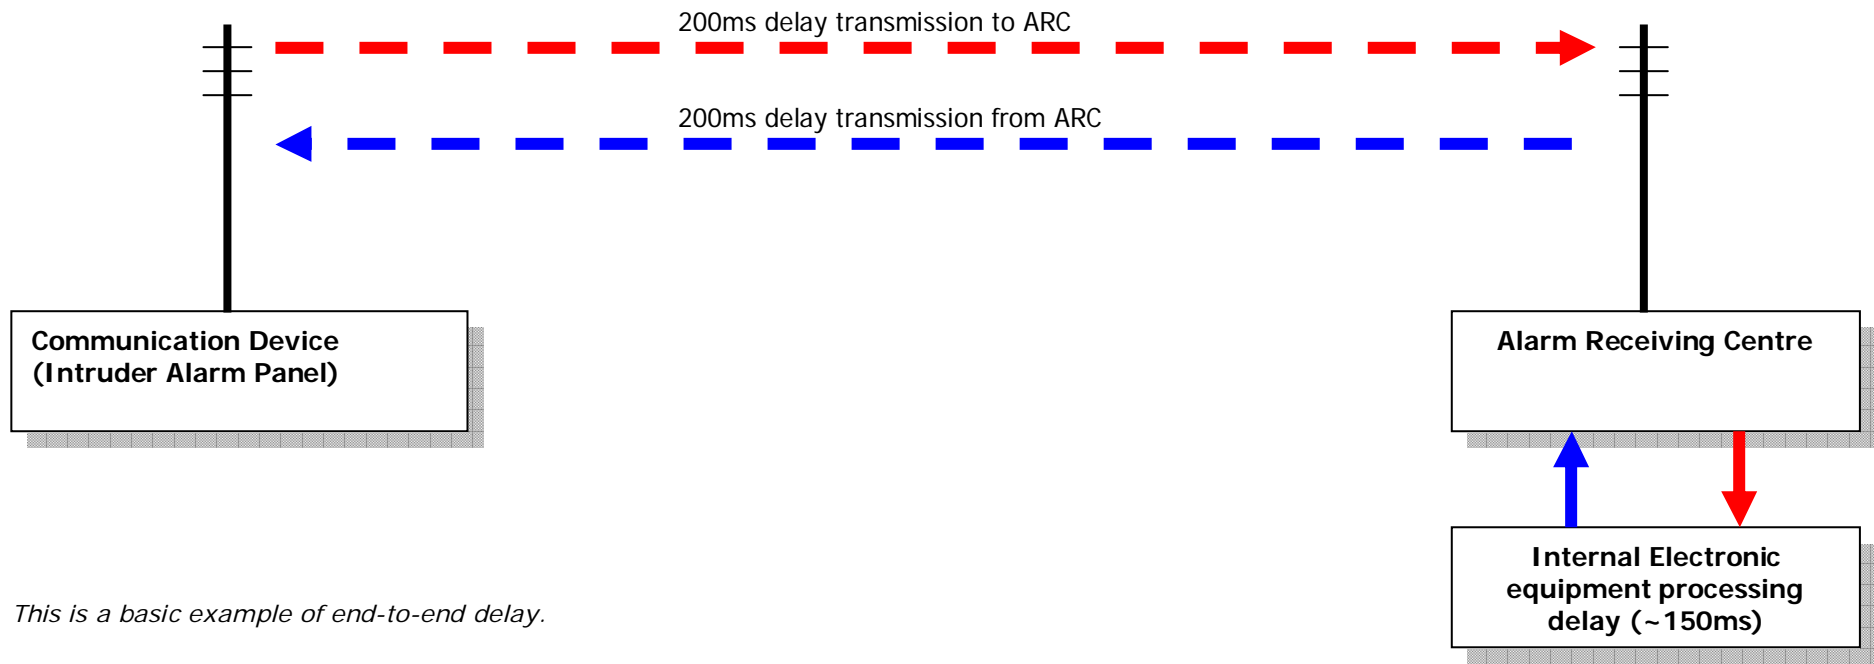 200ms delay transmission to ARC
200ms delay transmission from ARC
Communication Device
(Intruder Alarm Panel)
Alarm Receiving Centre
Internal Electronic
equipment processing
delay (~150ms)
This is a basic example of end-to-end delay.